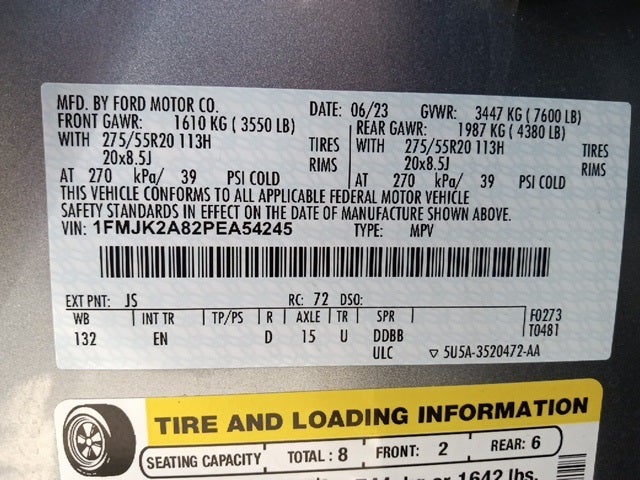 MFD. BY FORD MOTOR CO. DATE: 06/23 GVWR: 3447 KG (7600 LB)
FRONT GAWR: 1610 KG (3550 LB) REAR GAWR: 1987 KG (4380 LB)
WITH 275/55R20 113H TIRES WITH 275/55R20 113H TIRES
20x8.5J RIMS 20x8.5J RIMS
AT 270 kPa/ 39 PSI COLD AT 270 kPa/ 39 PSI COLD
THIS VEHICLE CONFORMS TO ALL APPLICABLE FEDERAL MOTOR VEHICLE
SAFETY STANDARDS IN EFFECT ON THE DATE OF MANUFACTURE SHOWN ABOVE.
VIN: 1FMJK2A82PEA54245 TYPE: MPV
EXT PNT: JS RC: 72 DSO: F0273
WB INT TR TP/PS R AXLE TR SPR T0481
132 EN D 15 U DDBB
ULC ▽ 5U5A-3520472-AA
TIRE AND LOADING INFORMATION
SEATING CAPACITY TOTAL: 8 FRONT: 2 REAR: 6
kg or 1642 lbs.